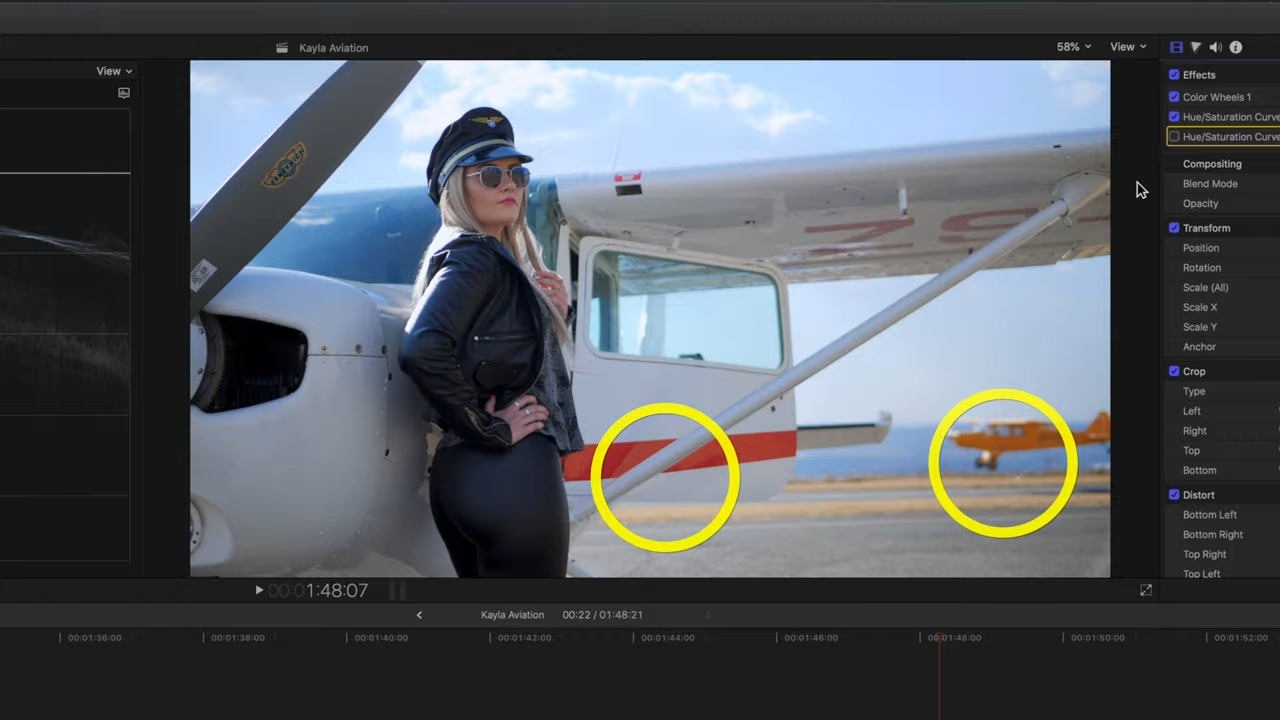 Kayla Aviation
58%
View
View
Effects
Color Wheels 1
Hue/Saturation Curve
Hue/Saturation Curve
Compositing
Blend Mode
Opacity
Transform
Position
Rotation
Scale (All)
Scale X
Scale Y
Anchor
Crop
Type
Left
Right
Top
Bottom
Distort
Bottom Left
Bottom Right
Top Right
Top Left
ZS
00:01:48:07
Kayla Aviation
00:22 / 01:48:21
00:01:36:00
00:01:38:00
00:01:40:00
00:01:42:00
00:01:44:00
00:01:46:00
00:01:48:00
00:01:50:00
00:01:52:00